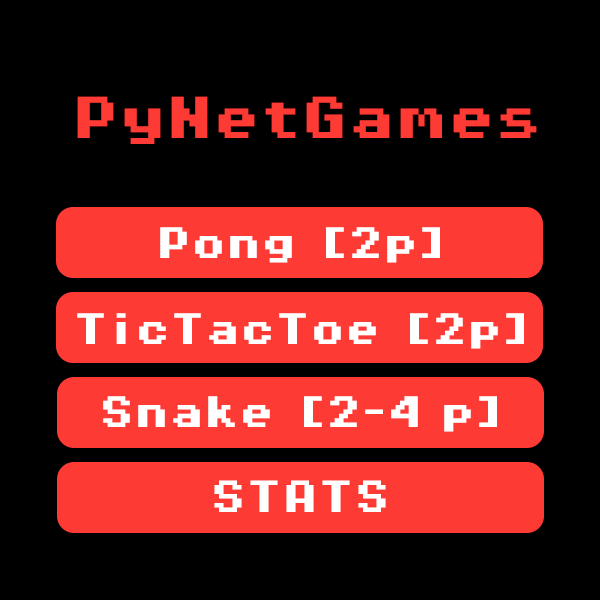 PyNetGames
Pong [2p]
TicTacToe [2p]
Snake [2-4 p]
STATS